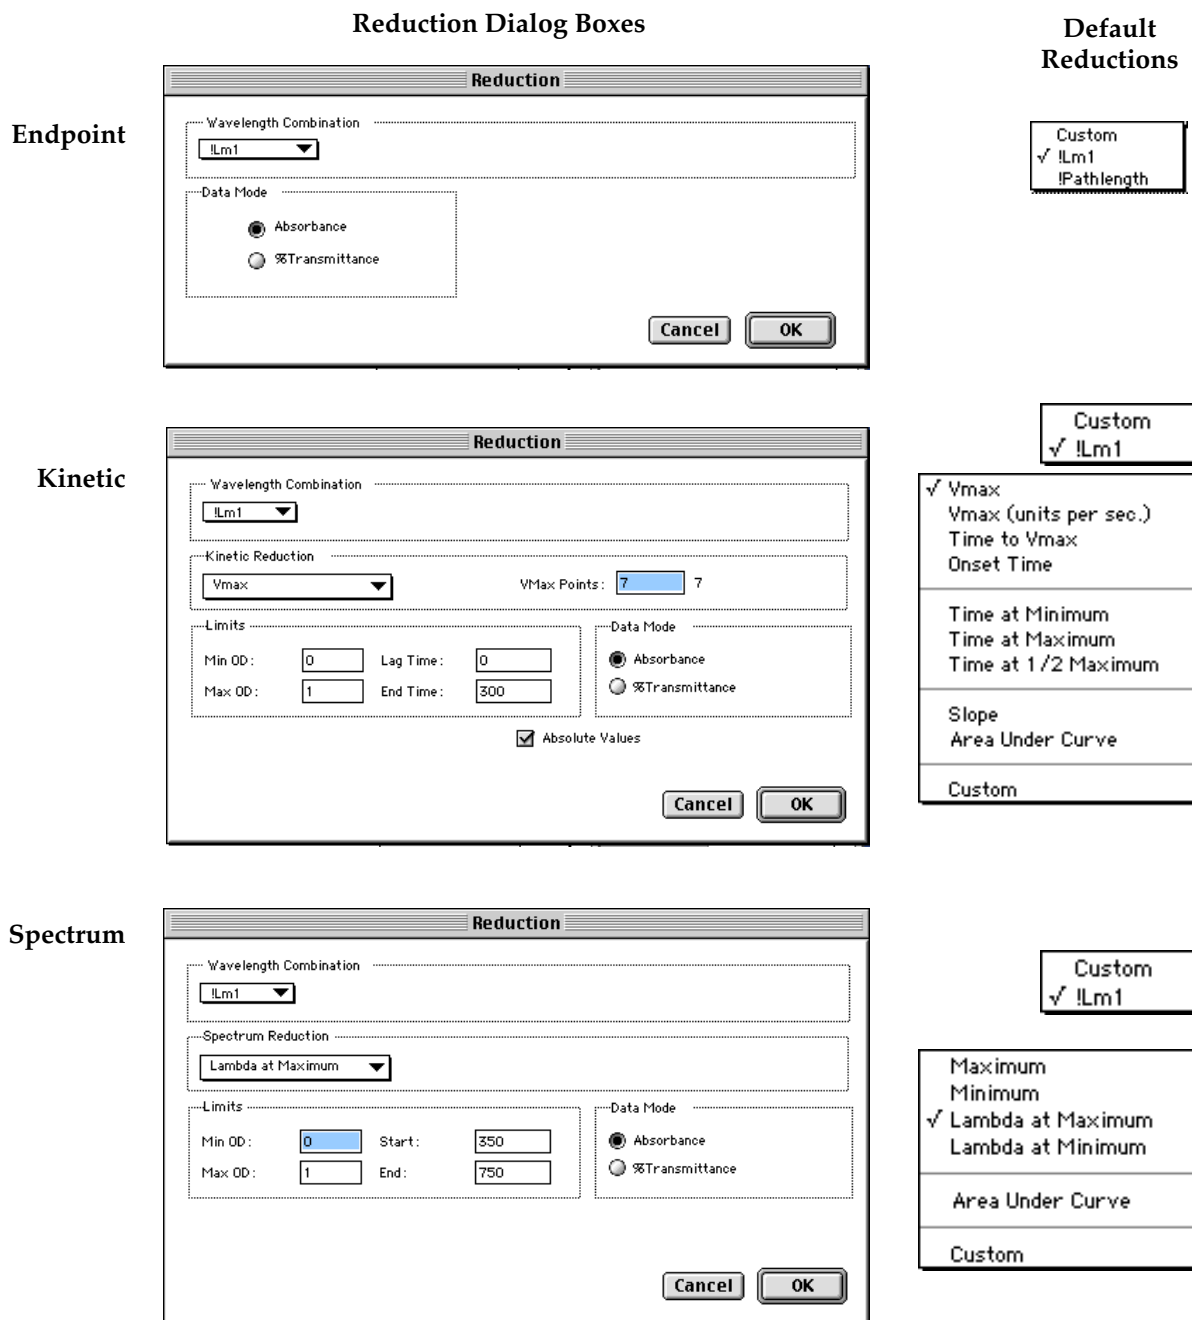 Reduction Dialog Boxes
Default
Reductions
Endpoint
Reduction
Wavelength Combination
!Lm1
Data Mode
Absorbance
%Transmittance
Cancel OK
Custom
√ !Lm1
!Pathlength
Kinetic
Reduction
Wavelength Combination
!Lm1
Kinetic Reduction
Vmax VMax Points: 7 7
Limits
Min OD: 0 Lag Time: 0
Max OD: 1 End Time: 300
Data Mode
Absorbance
%Transmittance
Absolute Values
Cancel OK
Custom
√ !Lm1
√ Vmax
Vmax (units per sec.)
Time to Vmax
Onset Time
Time at Minimum
Time at Maximum
Time at 1/2 Maximum
Slope
Area Under Curve
Custom
Spectrum
Reduction
Wavelength Combination
!Lm1
Spectrum Reduction
Lambda at Maximum
Limits
Min OD: 0 Start: 350
Max OD: 1 End: 750
Data Mode
Absorbance
%Transmittance
Cancel OK
Custom
√ !Lm1
Maximum
Minimum
√ Lambda at Maximum
Lambda at Minimum
Area Under Curve
Custom